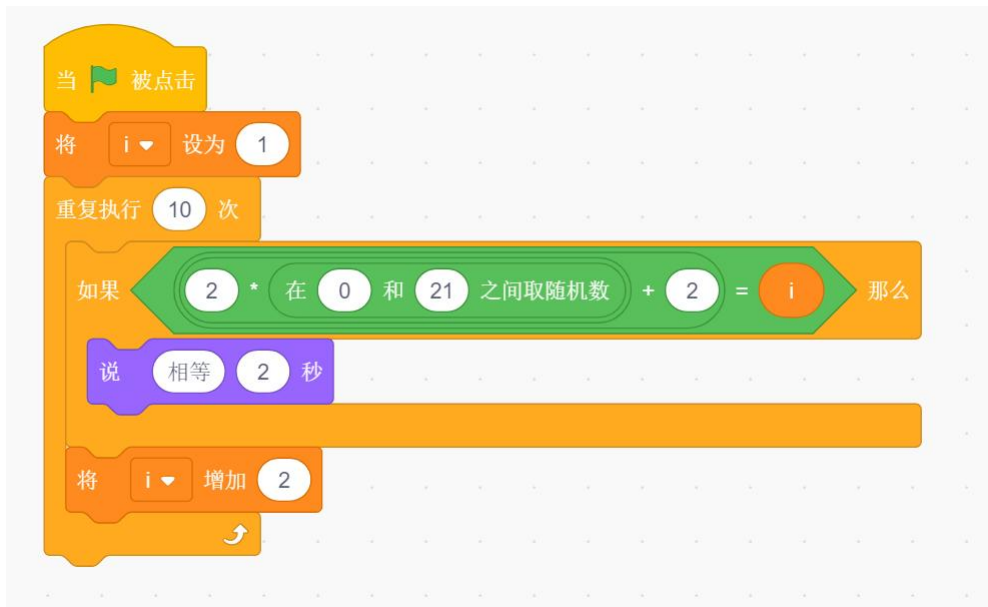 当 被点击
将 i 设为 1
重复执行 10 次
如果 2 * 在 0 和 21 之间取随机数 + 2 = i 那么
说 相等 2 秒
将 i 增加 2